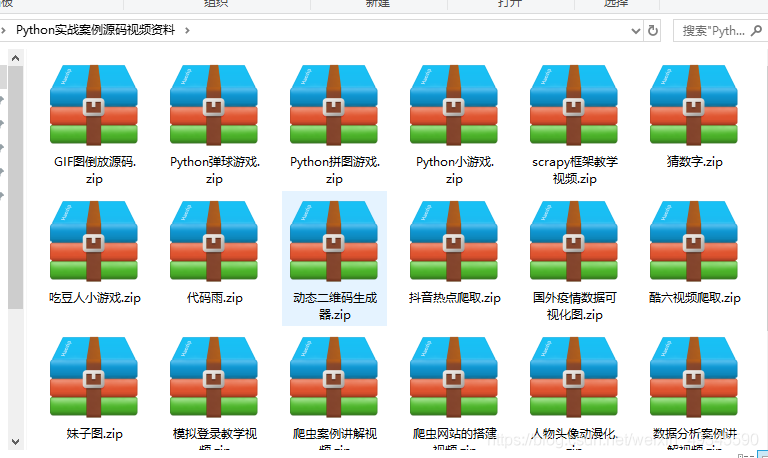 组织
新建
打开
选择
Python实战案例源码视频资料
搜索"Pyth...
GIF图倒放源码.
zip
Python弹球游戏.
zip
Python拼图游戏.
zip
Python小游戏.
zip
scrapy框架教学
视频.zip
猜数字.zip
吃豆人小游戏.zip
代码雨.zip
动态二维码生成
器.zip
抖音热点爬取.zip
国外疫情数据可
视化图.zip
酷六视频爬取.zip
妹子图.zip
模拟登录教学视
频.zip
爬虫案例讲解视
频.zip
爬虫网站的搭建
视频.zip
人物头像动漫化.
zip
数据分析案例讲
解视频.zip